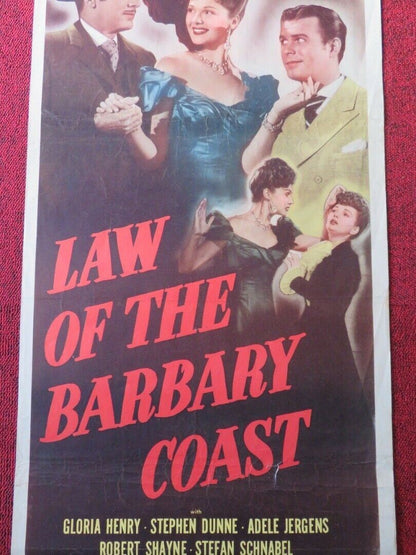 LAW
OF THE
BARBARY
COAST
with
GLORIA HENRY · STEPHEN DUNNE · ADELE JERGENS
ROBERT SHAYNE · STEFAN SCHNABEL